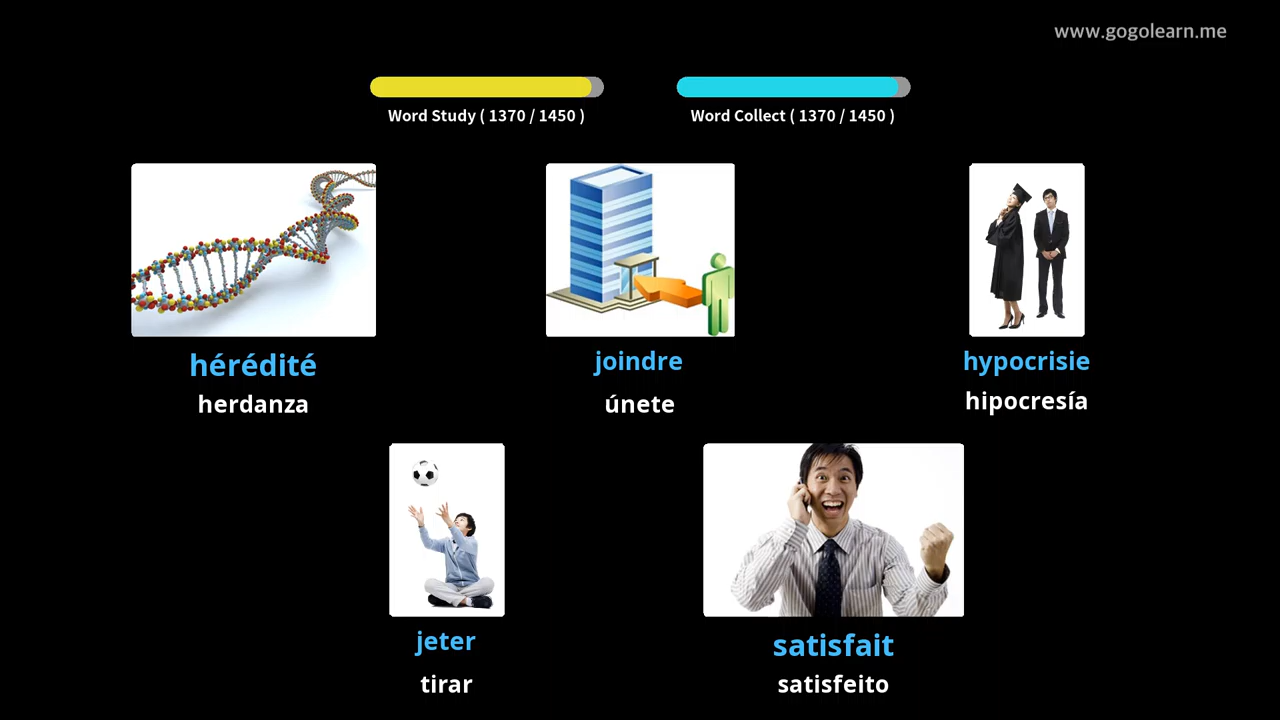 www.gogolearn.me
Word Study ( 1370 / 1450 )
Word Collect ( 1370 / 1450 )
hérédité
herdanza
joindre
únete
hypocrisie
hipocresía
jeter
tirar
satisfait
satisfeito